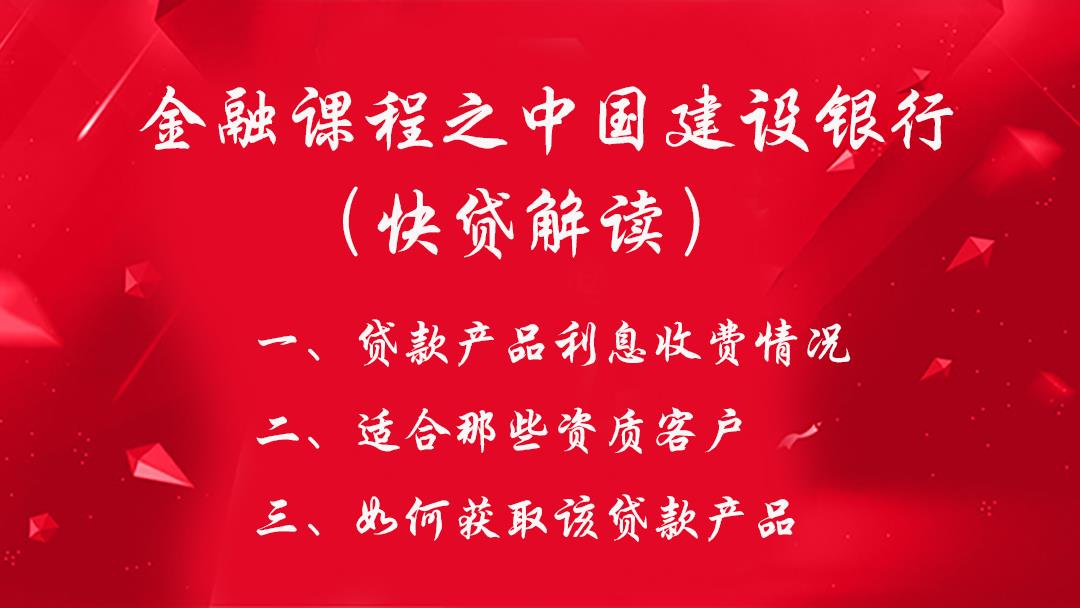 金融课程之中国建设银行
（快贷解读）
一、贷款产品利息收费情况
二、适合那些资质客户
三、如何获取该贷款产品